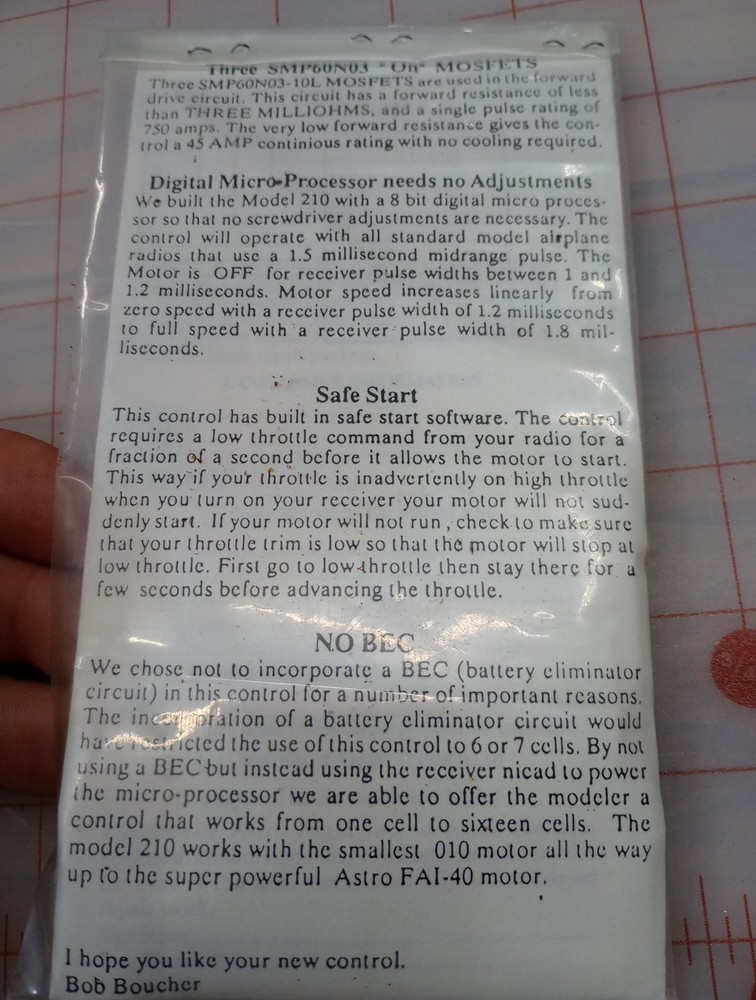 Three SMP60N03 "On" MOSFETS
Three SMP60N03-10L MOSFETS are used in the forward
drive circuit. This circuit has a forward resistance of less
than THREE MILLIOHMS, and a single pulse rating of
750 amps. The very low forward resistance gives the con-
trol a 45 AMP continious rating with no cooling required.
Digital Micro-Processor needs no Adjustments
We built the Model 210 with a 8 bit digital micro proces-
sor so that no screwdriver adjustments are necessary. The
control will operate with all standard model airplane
radios that use a 1.5 millisecond midrange pulse. The
Motor is OFF for receiver pulse widths between 1 and
1.2 milliseconds. Motor speed increases linearly from
zero speed with a receiver pulse width of 1.2 milliseconds
to full speed with a receiver pulse width of 1.8 mil-
liseconds.
Safe Start
This control has built in safe start software. The control
requires a low throttle command from your radio for a
fraction of a second before it allows the motor to start.
This way if your throttle is inadvertently on high throttle
when you turn on your receiver your motor will not sud-
denly start. If your motor will not run, check to make sure
that your throttle trim is low so that the motor will stop at
low throttle. First go to low throttle then stay there for a
few seconds before advancing the throttle.
NO BEC
We chose not to incorporate a BEC (battery eliminator
circuit) in this control for a number of important reasons.
The incorporation of a battery eliminator circuit would
have restricted the use of this control to 6 or 7 cells. By not
using a BEC but instead using the receiver nicad to power
the micro-processor we are able to offer the modeler a
control that works from one cell to sixteen cells. The
model 210 works with the smallest 010 motor all the way
up to the super powerful Astro FAI-40 motor.
I hope you like your new control.
Bob Boucher